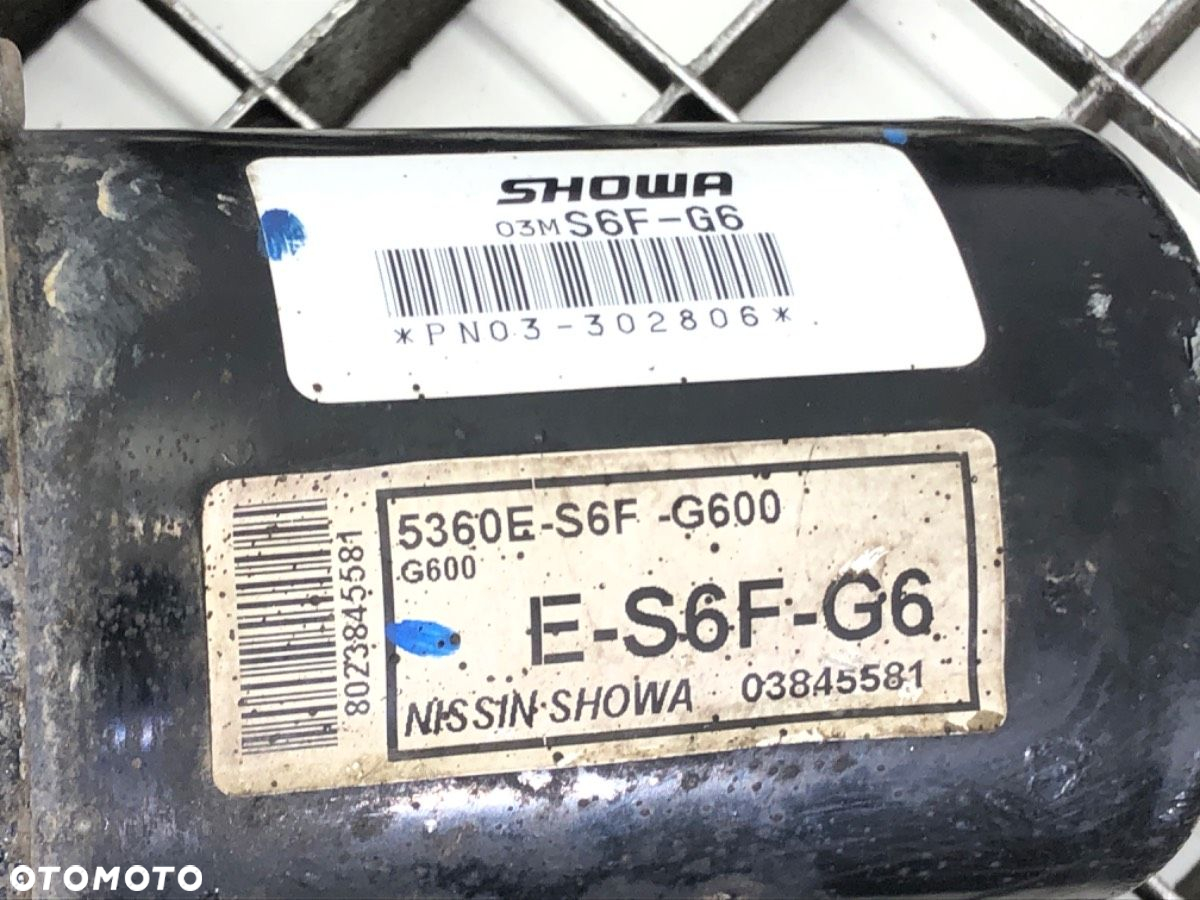 SHOWA
03M S6F-G6
*PN03-302806*
8023845581
5360E-S6F -G600
G600
E-S6F-G6
NISSIN·SHOWA 03845581
OTOMOTO